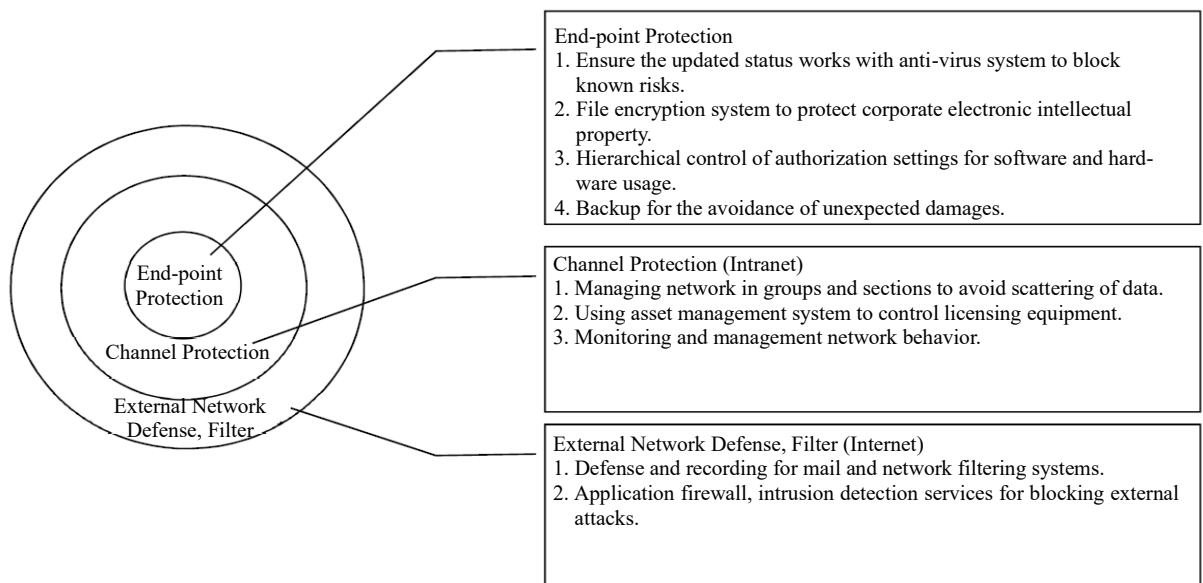 End-point Protection
1. Ensure the updated status works with anti-virus system to block
known risks.
2. File encryption system to protect corporate electronic intellectual
property.
3. Hierarchical control of authorization settings for software and hard-
ware usage.
4. Backup for the avoidance of unexpected damages.
End-point
Protection
Channel Protection
External Network
Defense, Filter
Channel Protection (Intranet)
1. Managing network in groups and sections to avoid scattering of data.
2. Using asset management system to control licensing equipment.
3. Monitoring and management network behavior.
External Network Defense, Filter (Internet)
1. Defense and recording for mail and network filtering systems.
2. Application firewall, intrusion detection services for blocking external
attacks.